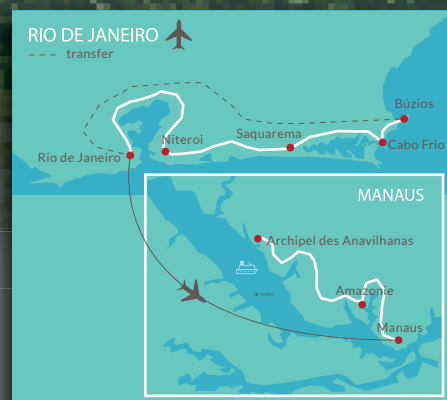 RIO DE JANEIRO
transfer
Búzios
Saquarema
Niteroi
Cabo Frio
Rio de Janeiro
MANAUS
Archipel des Anavilhanas
Amazonie
Manaus